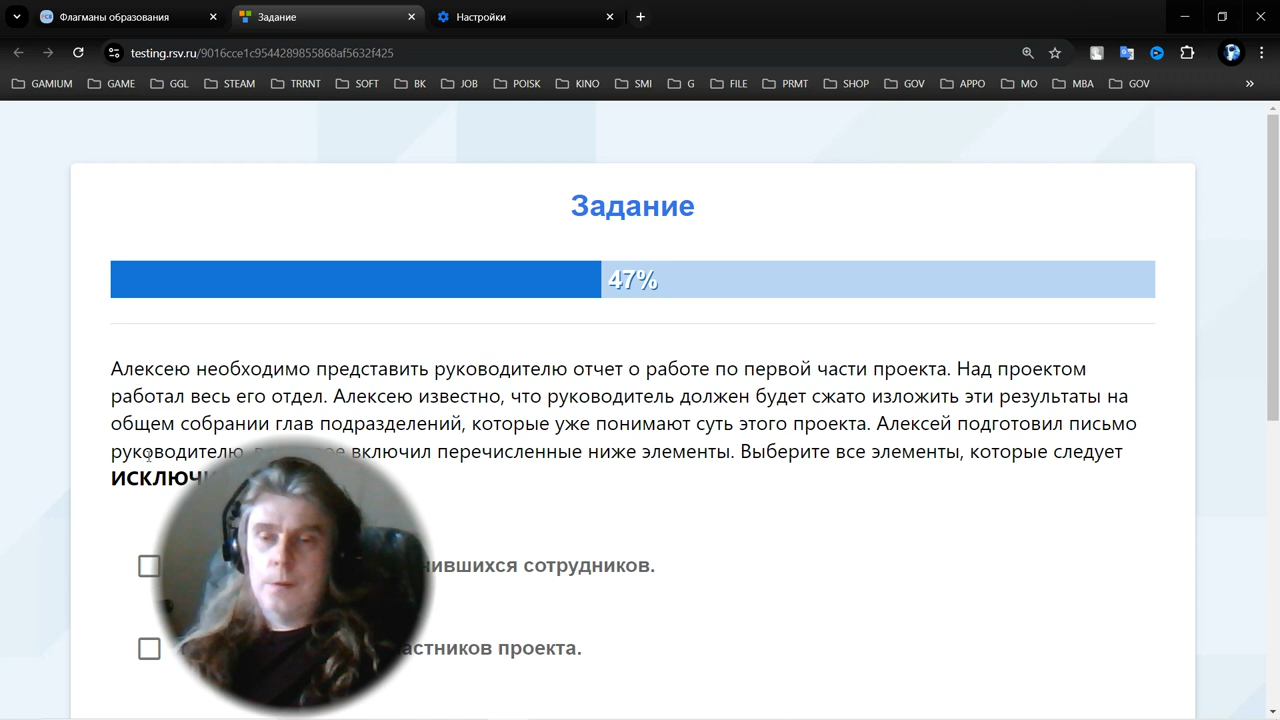 Флагманы образования
Задание
Настройки
testing.rsv.ru/9016cce1c9544289855868af5632f425
GAMIUM GAME GGL STEAM TRRNT SOFT BK JOB POISK KINO SMI G FILE PRMT SHOP GOV APPO MO MBA GOV
Задание
47%
Алексею необходимо представить руководителю отчет о работе по первой части проекта. Над проектом
работал весь его отдел. Алексею известно, что руководитель должен будет сжато изложить эти результаты на
общем собрании глав подразделений, которые уже понимают суть этого проекта. Алексей подготовил письмо
руководителю, включил перечисленные ниже элементы. Выберите все элементы, которые следует
сотрудников.
проекта.